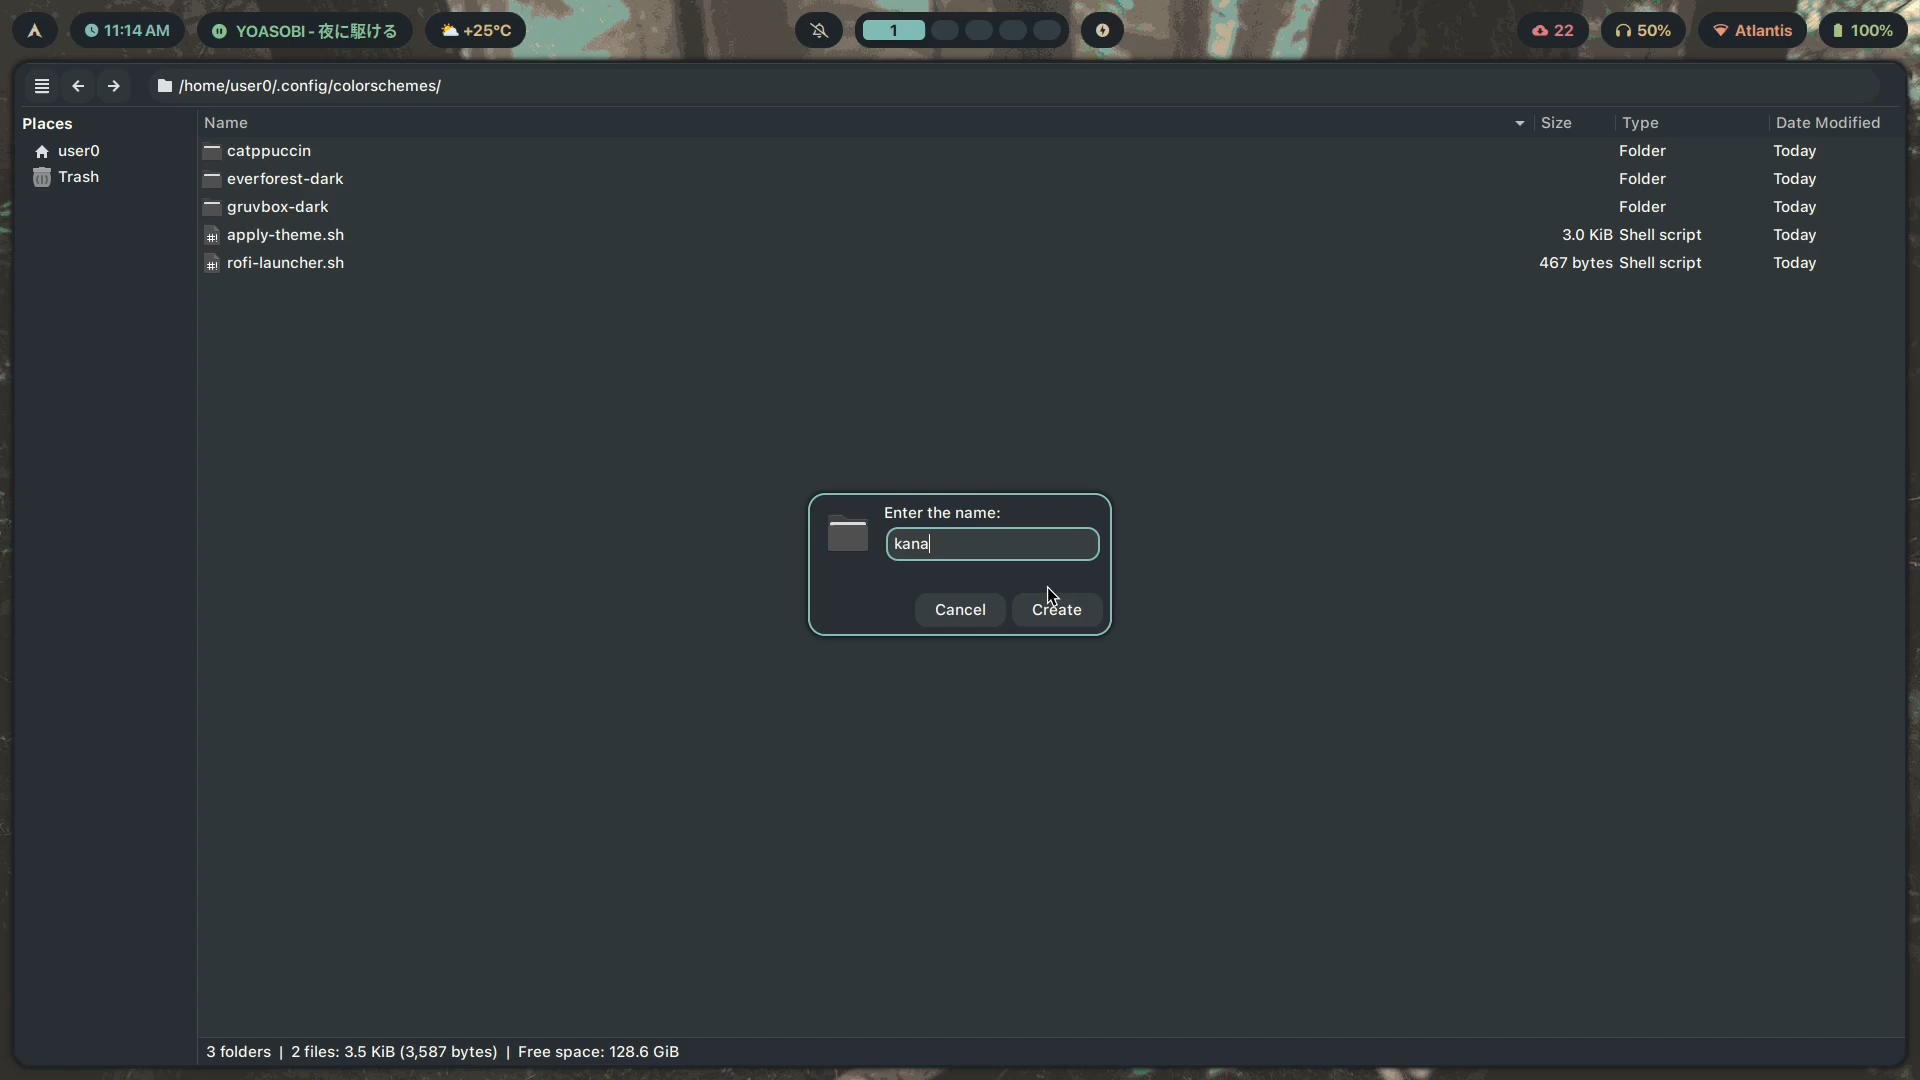 11:14 AM YOASOBI - 夜に駆ける +25°C 1 22 50% Atlantis 100%
/home/user0/.config/colorschemes/
Places
user0
Trash
Name Size Type Date Modified
catppuccin Folder Today
everforest-dark Folder Today
gruvbox-dark Folder Today
apply-theme.sh 3.0 KiB Shell script Today
rofi-launcher.sh 467 bytes Shell script Today
Enter the name:
kana
Cancel Create
3 folders | 2 files: 3.5 KiB (3,587 bytes) | Free space: 128.6 GiB